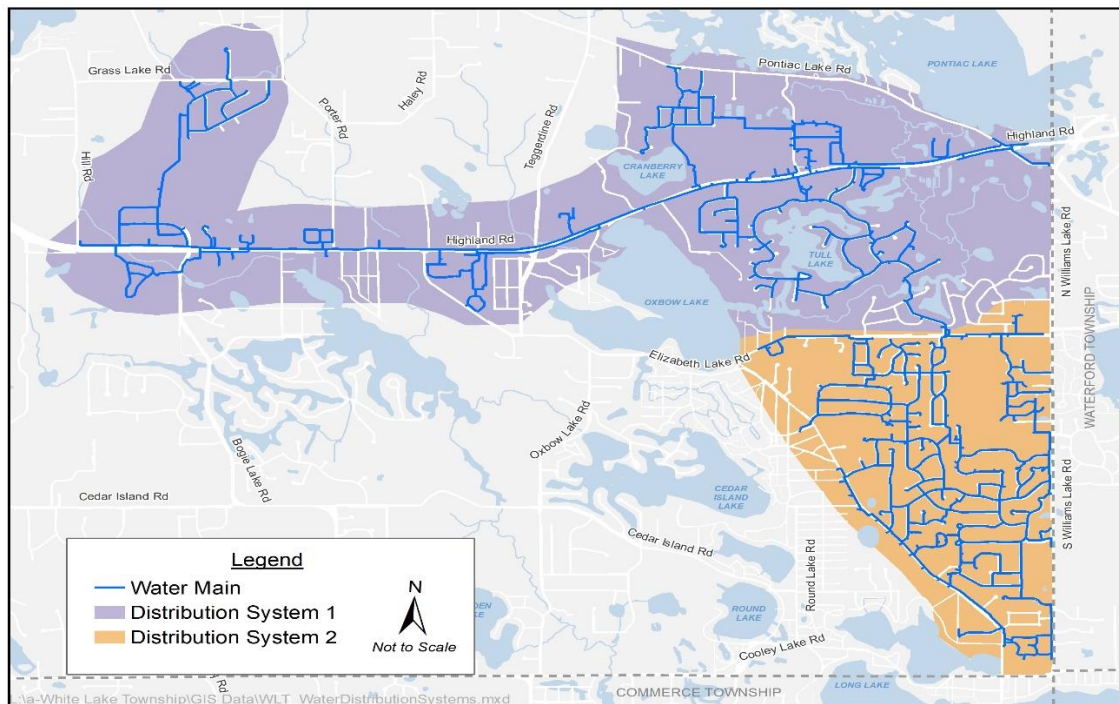 PONTIAC LAKE
Pontiac Lake Rd
Grass Lake Rd
Haley Rd
Porter Rd
Teggerdine Rd
Highland Rd
Hill Rd
CRANBERRY
LAKE
Highland Rd
N Williams Lake Rd
TULL
LAKE
OXBOW LAKE
WATERFORD TOWNSHIP
Elizabeth Lake Rd
Oxbow Lake Rd
Bogie Lake Rd
Cedar Island Rd
CEDAR
ISLAND
LAKE
S Williams Lake Rd
Cedar Island Rd
Round Lake Rd
Legend
Water Main
Distribution System 1
Distribution System 2
N
Not to Scale
ROUND
LAKE
Cooley Lake Rd
LONG LAKE
COMMERCE TOWNSHIP
Rd
L:\a-White Lake Township\GIS Data\WLT_WaterDistributionSystems.mxd